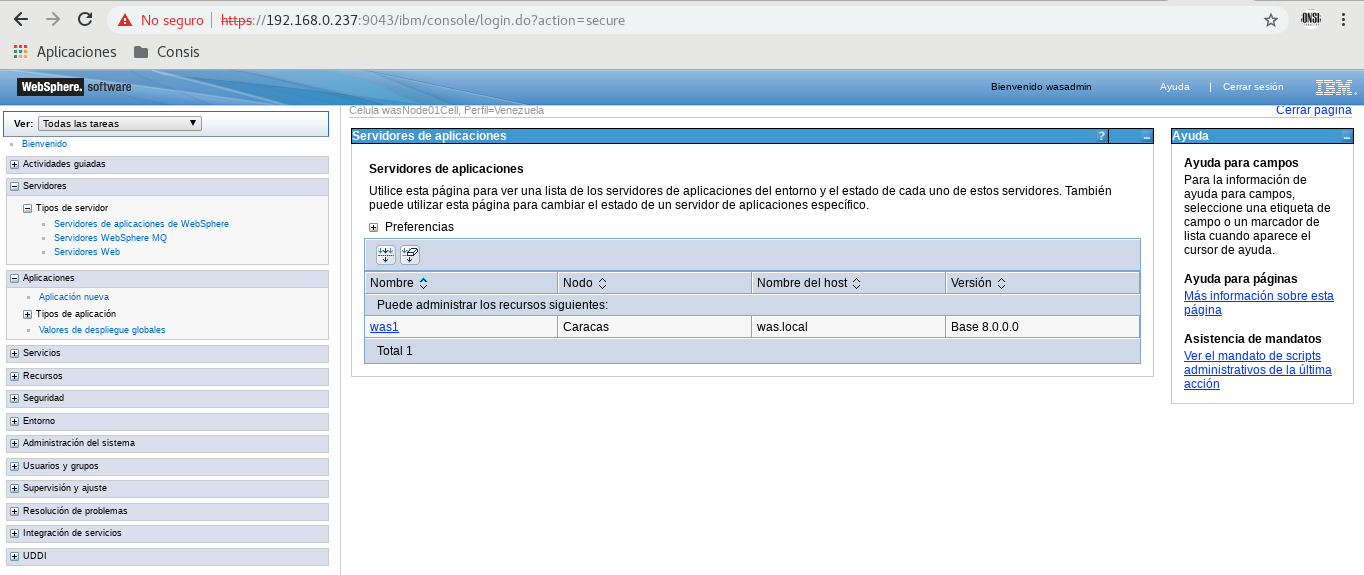 No seguro
https://192.168.0.237:9043/ibm/console/login.do?action=secure
Aplicaciones
Consis
WebSphere. software
Bienvenido wasadmin
Ayuda
Cerrar sesión
IBM.
Ver: Todas las tareas
Bienvenido
Actividades guiadas
Servidores
Tipos de servidor
Servidores de aplicaciones de WebSphere
Servidores WebSphere MQ
Servidores Web
Aplicaciones
Aplicación nueva
Tipos de aplicación
Valores de despliegue globales
Servicios
Recursos
Seguridad
Entorno
Administración del sistema
Usuarios y grupos
Supervisión y ajuste
Resolución de problemas
Integración de servicios
UDDI
Célula wasNode01Cell, Perfil=Venezuela
Cerrar página
Servidores de aplicaciones
Servidores de aplicaciones
Utilice esta página para ver una lista de los servidores de aplicaciones del entorno y el estado de cada uno de estos servidores. También
puede utilizar esta página para cambiar el estado de un servidor de aplicaciones específico.
Preferencias
Nombre Nodo Nombre del host Versión
Puede administrar los recursos siguientes:
was1 Caracas was.local Base 8.0.0.0
Total 1
Ayuda
Ayuda para campos
Para la información de
ayuda para campos,
seleccione una etiqueta de
campo o un marcador de
lista cuando aparece el
cursor de ayuda.
Ayuda para páginas
Más información sobre esta
página
Asistencia de mandatos
Ver el mandato de scripts
administrativos de la última
acción